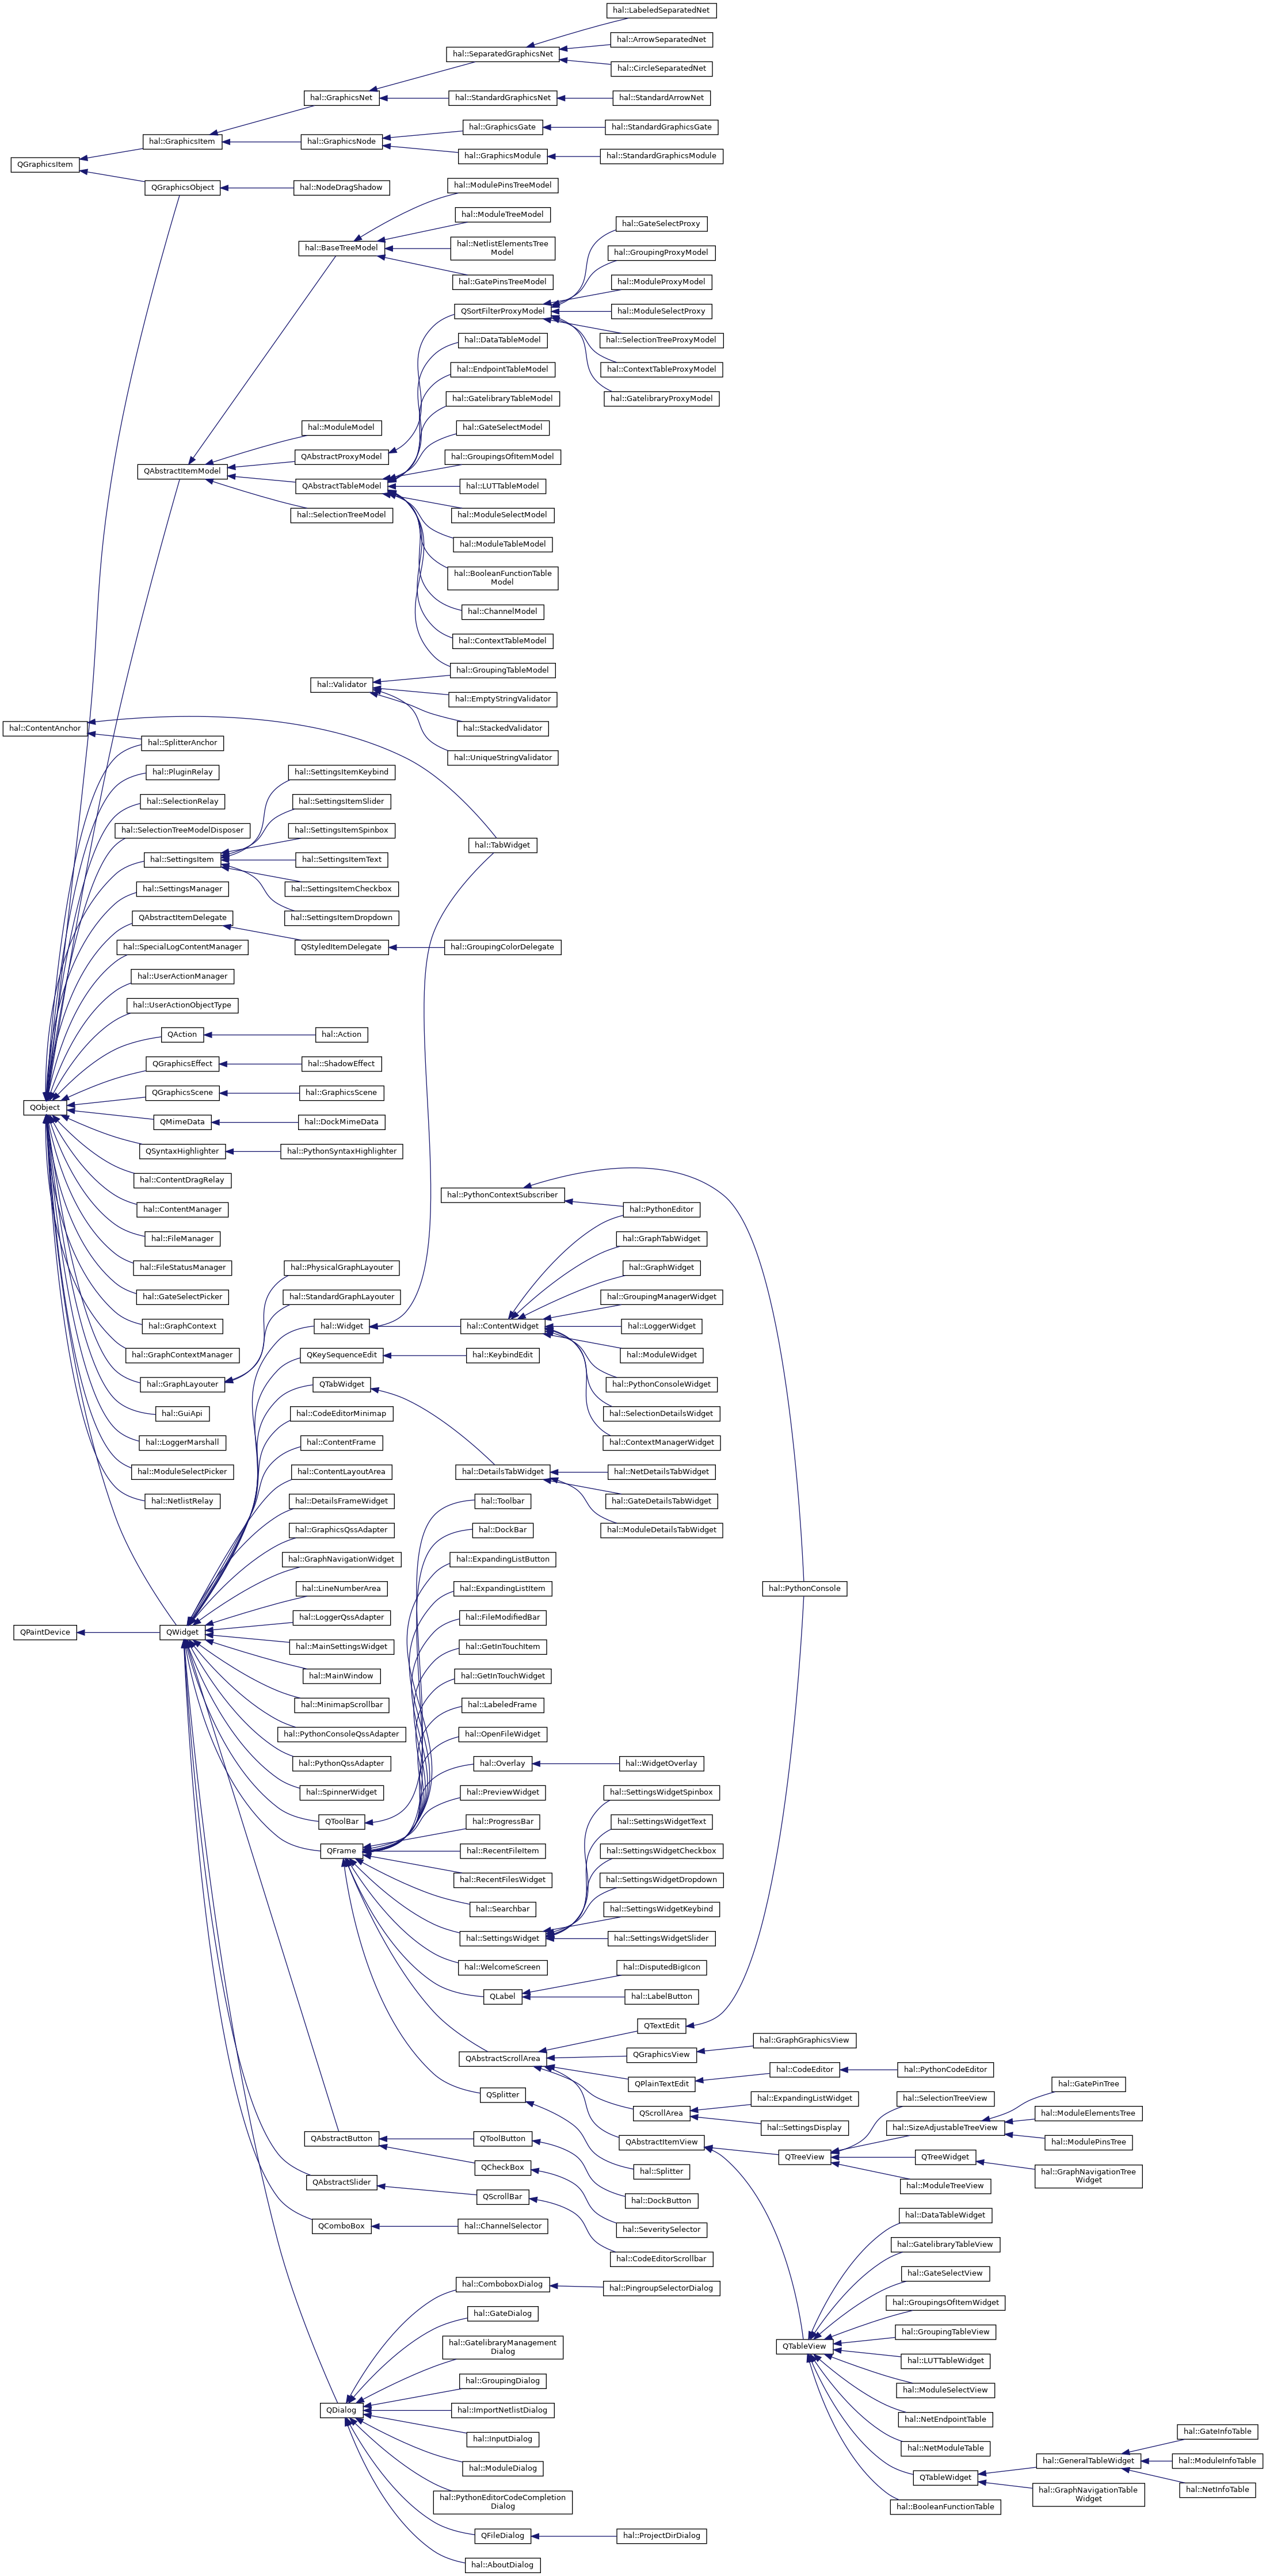 hal::LabeledSeparatedNet
hal::ArrowSeparatedNet
hal::SeparatedGraphicsNet
hal::CircleSeparatedNet
hal::GraphicsNet
hal::StandardGraphicsNet
hal::StandardArrowNet
hal::GraphicsGate
hal::StandardGraphicsGate
hal::GraphicsItem
hal::GraphicsNode
hal::GraphicsModule
hal::StandardGraphicsModule
QGraphicsItem
QGraphicsObject
hal::NodeDragShadow
hal::ModulePinsTreeModel
hal::ModuleTreeModel
hal::BaseTreeModel
hal::NetlistElementsTree
Model
hal::GatePinsTreeModel
hal::GateSelectProxy
hal::GroupingProxyModel
hal::ModuleProxyModel
QSortFilterProxyModel
hal::ModuleSelectProxy
hal::SelectionTreeProxyModel
hal::ContextTableProxyModel
hal::GatelibraryProxyModel
hal::DataTableModel
hal::EndpointTableModel
hal::GatelibraryTableModel
hal::ModuleModel
hal::GateSelectModel
QAbstractProxyModel
hal::GroupingsOfItemModel
QAbstractItemModel
QAbstractTableModel
hal::LUTTableModel
hal::SelectionTreeModel
hal::ModuleSelectModel
hal::ModuleTableModel
hal::BooleanFunctionTable
Model
hal::ChannelModel
hal::ContextTableModel
hal::GroupingTableModel
hal::Validator
hal::EmptyStringValidator
hal::StackedValidator
hal::UniqueStringValidator
hal::ContentAnchor
hal::SplitterAnchor
hal::PluginRelay
hal::SettingsItemKeybind
hal::SelectionRelay
hal::SettingsItemSlider
hal::SelectionTreeModelDisposer
hal::SettingsItemSpinbox
hal::TabWidget
hal::SettingsItem
hal::SettingsItemText
hal::SettingsManager
hal::SettingsItemCheckbox
QAbstractItemDelegate
hal::SettingsItemDropdown
hal::SpecialLogContentManager
QStyledItemDelegate
hal::GroupingColorDelegate
hal::UserActionManager
hal::UserActionObjectType
QAction
hal::Action
QGraphicsEffect
hal::ShadowEffect
QGraphicsScene
hal::GraphicsScene
QObject
QMimeData
hal::DockMimeData
QSyntaxHighlighter
hal::PythonSyntaxHighlighter
hal::ContentDragRelay
hal::PythonContextSubscriber
hal::ContentManager
hal::PythonEditor
hal::FileManager
hal::GraphTabWidget
hal::FileStatusManager
hal::PhysicalGraphLayouter
hal::GraphWidget
hal::GateSelectPicker
hal::StandardGraphLayouter
hal::GroupingManagerWidget
hal::GraphContext
hal::Widget
hal::ContentWidget
hal::LoggerWidget
hal::GraphContextManager
QKeySequenceEdit
hal::KeybindEdit
hal::ModuleWidget
hal::GraphLayouter
QTabWidget
hal::PythonConsoleWidget
hal::GuiApi
hal::CodeEditorMinimap
hal::SelectionDetailsWidget
hal::LoggerMarshall
hal::ContentFrame
hal::ContextManagerWidget
hal::ModuleSelectPicker
hal::ContentLayoutArea
hal::DetailsTabWidget
hal::NetDetailsTabWidget
hal::NetlistRelay
hal::DetailsFrameWidget
hal::Toolbar
hal::GateDetailsTabWidget
hal::GraphicsQssAdapter
hal::DockBar
hal::ModuleDetailsTabWidget
hal::GraphNavigationWidget
hal::ExpandingListButton
hal::LineNumberArea
hal::ExpandingListItem
hal::PythonConsole
hal::LoggerQssAdapter
hal::FileModifiedBar
QPaintDevice
QWidget
hal::MainSettingsWidget
hal::GetInTouchItem
hal::MainWindow
hal::GetInTouchWidget
hal::MinimapScrollbar
hal::LabeledFrame
hal::PythonConsoleQssAdapter
hal::OpenFileWidget
hal::PythonQssAdapter
hal::Overlay
hal::WidgetOverlay
hal::SpinnerWidget
hal::PreviewWidget
hal::SettingsWidgetSpinbox
QToolBar
hal::ProgressBar
hal::SettingsWidgetText
QFrame
hal::RecentFileItem
hal::SettingsWidgetCheckbox
hal::RecentFilesWidget
hal::SettingsWidgetDropdown
hal::Searchbar
hal::SettingsWidgetKeybind
hal::SettingsWidget
hal::SettingsWidgetSlider
hal::WelcomeScreen
hal::DisputedBigIcon
QLabel
hal::LabelButton
QTextEdit
hal::GraphGraphicsView
QAbstractScrollArea
QGraphicsView
hal::CodeEditor
hal::PythonCodeEditor
QPlainTextEdit
hal::GatePinTree
QSplitter
hal::ExpandingListWidget
hal::SelectionTreeView
QScrollArea
hal::ModuleElementsTree
hal::SettingsDisplay
hal::SizeAdjustableTreeView
QAbstractButton
QToolButton
QAbstractItemView
hal::ModulePinsTree
QTreeView
QTreeWidget
QCheckBox
hal::Splitter
hal::GraphNavigationTree
Widget
QAbstractSlider
hal::ModuleTreeView
QScrollBar
hal::DockButton
hal::DataTableWidget
QComboBox
hal::ChannelSelector
hal::SeveritySelector
hal::GatelibraryTableView
hal::CodeEditorScrollbar
hal::GateSelectView
hal::ComboboxDialog
hal::PingroupSelectorDialog
hal::GroupingsOfItemWidget
hal::GateDialog
hal::GroupingTableView
hal::GatelibraryManagement
Dialog
QTableView
hal::LUTTableWidget
hal::GroupingDialog
hal::ModuleSelectView
QDialog
hal::ImportNetlistDialog
hal::NetEndpointTable
hal::InputDialog
hal::GateInfoTable
hal::NetModuleTable
hal::ModuleDialog
hal::GeneralTableWidget
hal::ModuleInfoTable
QTableWidget
hal::PythonEditorCodeCompletion
Dialog
hal::GraphNavigationTable
Widget
hal::NetInfoTable
hal::BooleanFunctionTable
QFileDialog
hal::ProjectDirDialog
hal::AboutDialog